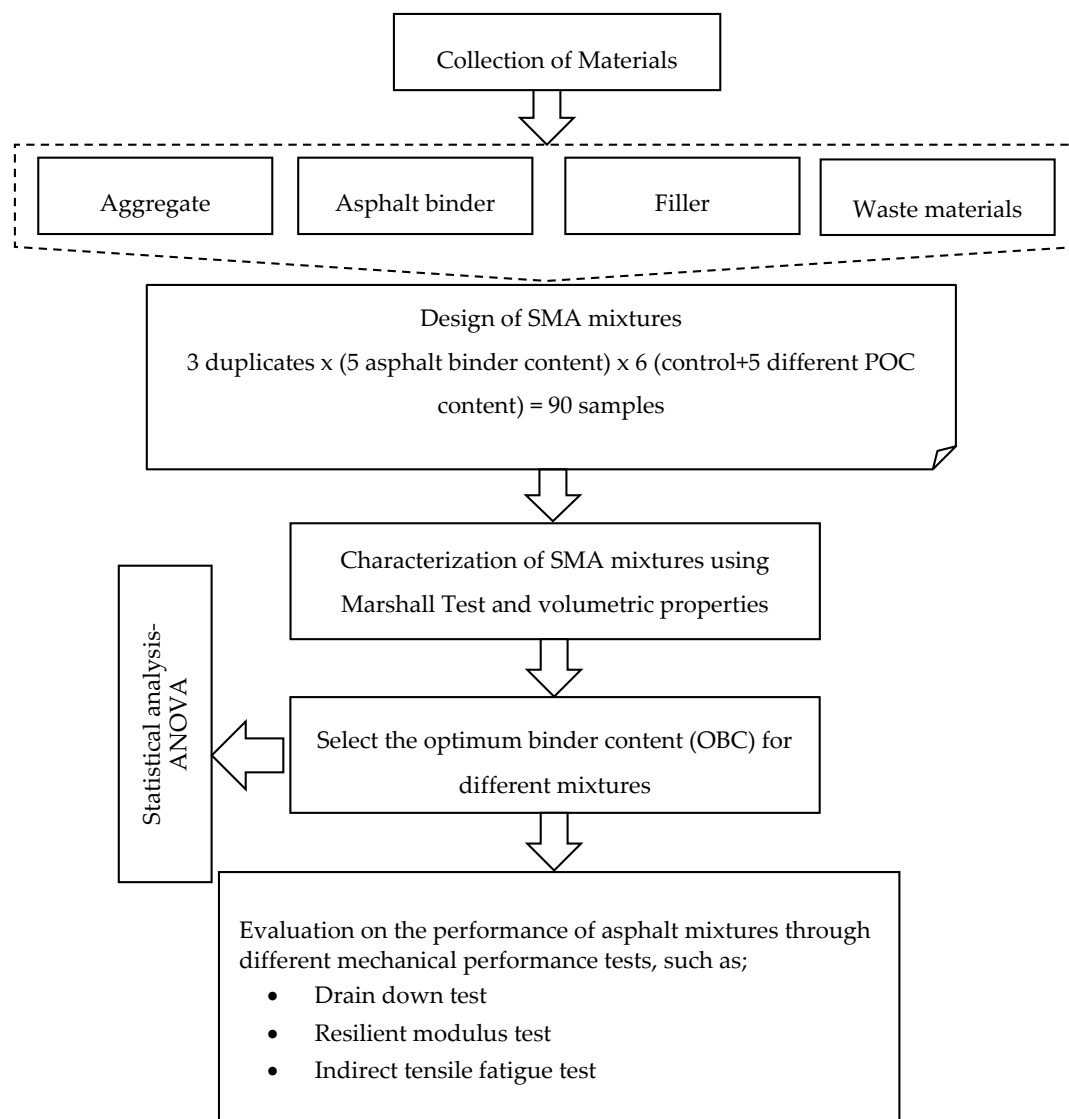 Collection of Materials
Aggregate
Asphalt binder
Filler
Waste materials
Design of SMA mixtures
3 duplicates x (5 asphalt binder content) x 6 (control+5 different POC
content) = 90 samples
Characterization of SMA mixtures using
Marshall Test and volumetric properties
Statistical analysis-
ANOVA
Select the optimum binder content (OBC) for
different mixtures
Evaluation on the performance of asphalt mixtures through
different mechanical performance tests, such as;
• Drain down test
• Resilient modulus test
• Indirect tensile fatigue test